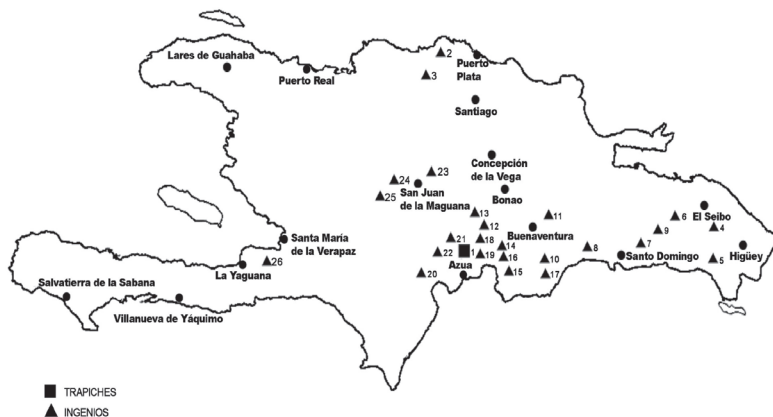 Lares de Guahaba
Puerto Real
2
Puerto
Plata
3
Santiago
Concepción
de la Vega
23
24
San Juan
de la Maguana
25
Bonao
13
11
12
Buenaventura
6
El Seibo
4
9
Santa María
de la Verapaz
21
18
14
8
7
Santo Domingo
Higüey
22
1
19
16
10
5
26
La Yaguana
Azua
20
15
17
Salvatierra de la Sabana
Villanueva de Yáquimo
TRAPICHES
INGENIOS